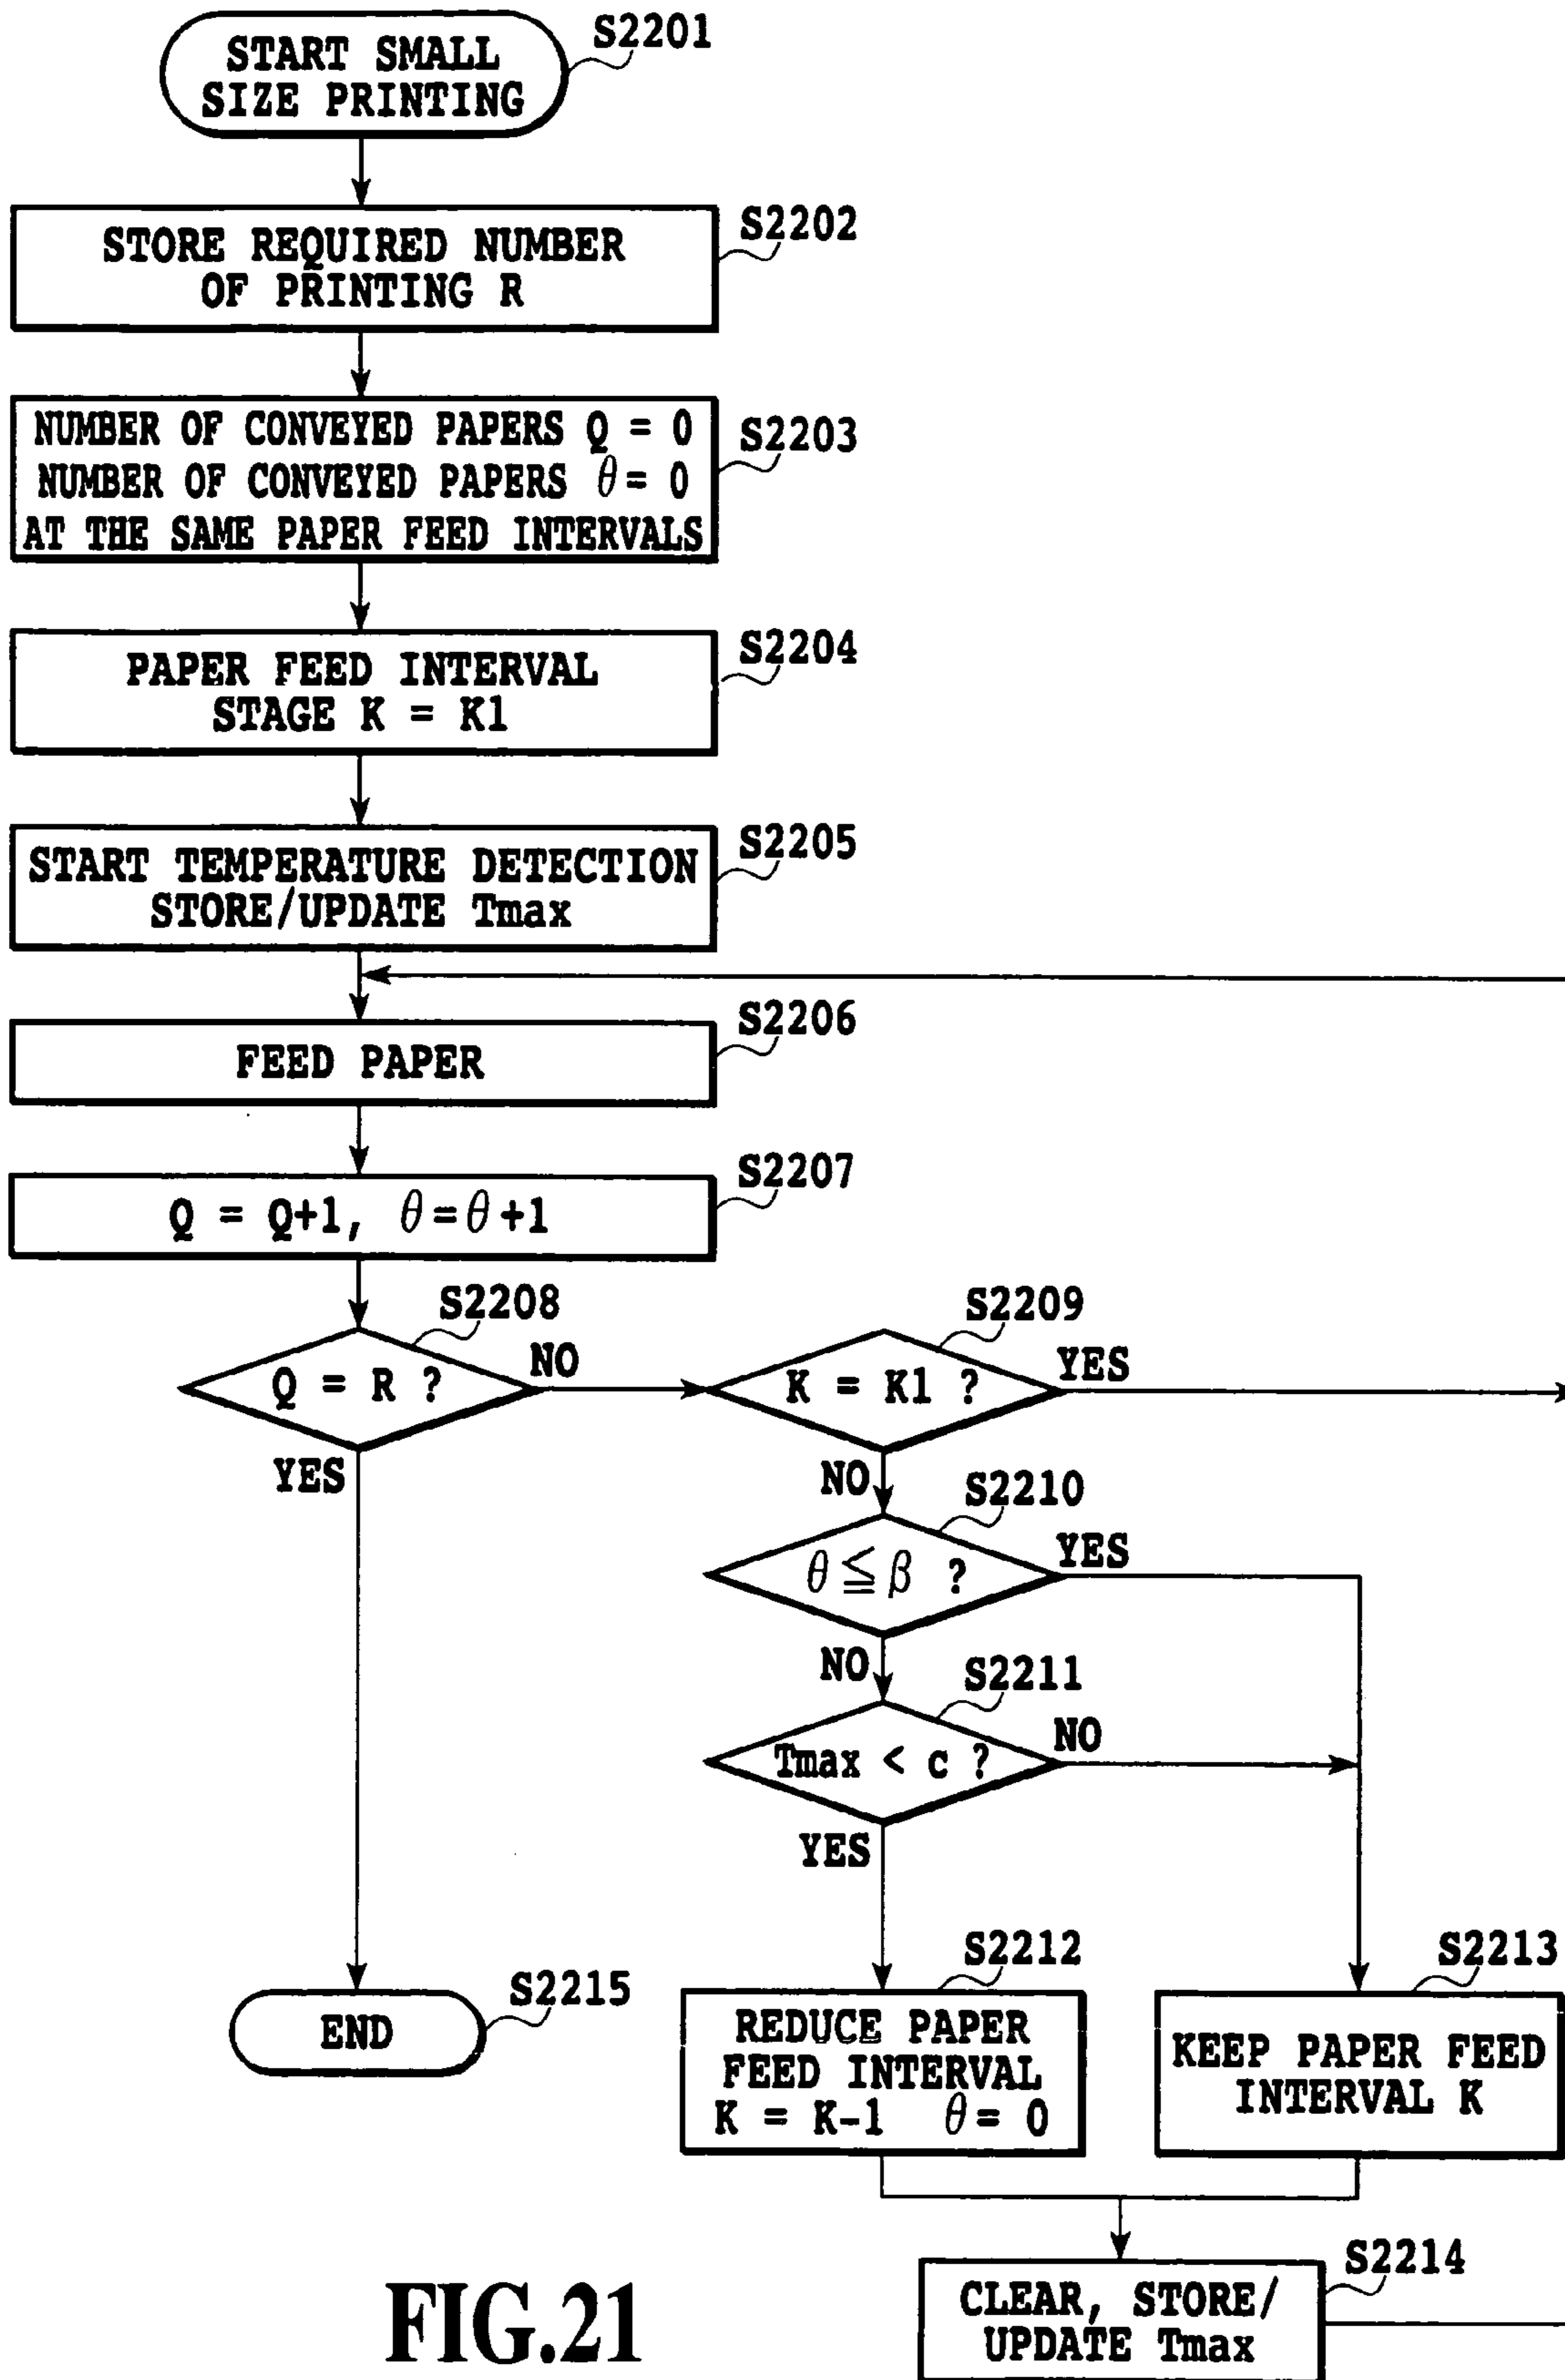 START SMALL
SIZE PRINTING
S2201
STORE REQUIRED NUMBER
OF PRINTING R
S2202
NUMBER OF CONVEYED PAPERS Q = 0
NUMBER OF CONVEYED PAPERS θ = 0
AT THE SAME PAPER FEED INTERVALS
S2203
PAPER FEED INTERVAL
STAGE K = K1
S2204
START TEMPERATURE DETECTION
STORE/UPDATE Tmax
S2205
FEED PAPER
S2206
Q = Q+1, θ = θ +1
S2207
Q = R ?
S2208
NO
YES
K = K1 ?
S2209
YES
NO
θ ≦ β ?
S2210
YES
NO
Tmax < c ?
S2211
NO
YES
END
S2215
REDUCE PAPER
FEED INTERVAL
K = K-1 θ = 0
S2212
KEEP PAPER FEED
INTERVAL K
S2213
CLEAR, STORE/
UPDATE Tmax
S2214
FIG.21